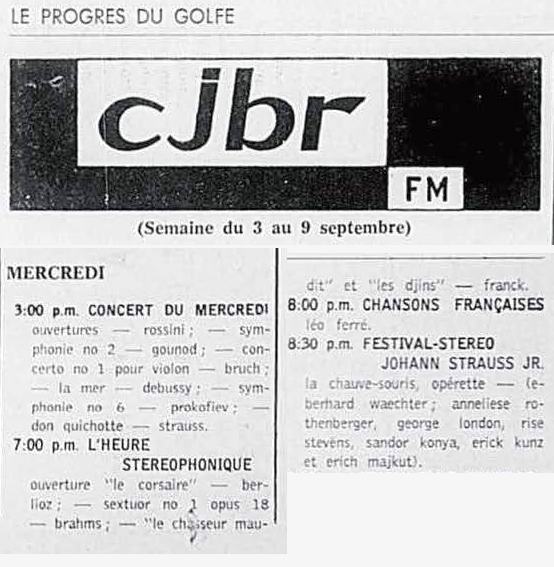 LE PROGRES DU GOLFE
cjbr
FM
(Semaine du 3 au 9 septembre)
MERCREDI
3:00 p.m. CONCERT DU MERCREDI
ouvertures — rossini; — sym-
phonie no 2 — gounod; — con-
certo no 1 pour violon — bruch;
— la mer — debussy; — sym-
phonie no 6 — prokofiev; —
don quichotte — strauss.
7:00 p.m. L'HEURE
STEREOPHONIQUE
ouverture "le corsaire" — ber-
lioz; — sextuor no 1 opus 18
— brahms; — "le chasseur mau-
dit" et "les djins" — franck.
8:00 p.m. CHANSONS FRANÇAISES
léo ferré.
8:30 p.m. FESTIVAL-STEREO
JOHANN STRAUSS JR.
la chauve-souris, opérette — (e-
berhard waechter; anneliese ro-
thenberger, george london, rise
stevens, sandor konya, erick kunz
et erich majkut).